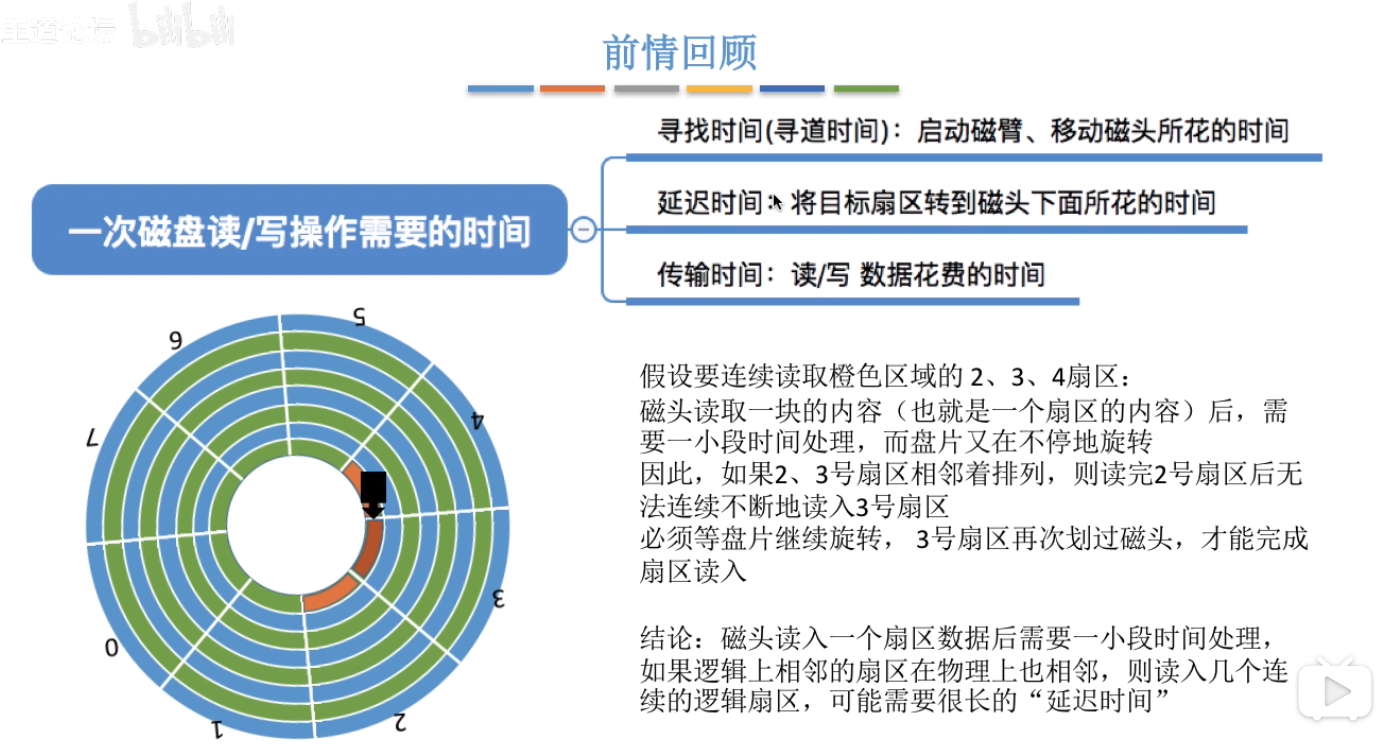 王道论坛 bilibili
前情回顾
寻找时间(寻道时间)：启动磁臂、移动磁头所花的时间
延迟时间：将目标扇区转到磁头下面所花的时间
一次磁盘读/写操作需要的时间
传输时间：读/写 数据花费的时间
5
6
4
7
3
0
2
1
假设要连续读取橙色区域的 2、3、4扇区：
磁头读取一块的内容（也就是一个扇区的内容）后，需
要一小段时间处理，而盘片又在不停地旋转
因此，如果2、3号扇区相邻着排列，则读完2号扇区后无
法连续不断地读入3号扇区
必须等盘片继续旋转， 3号扇区再次划过磁头，才能完成
扇区读入
结论：磁头读入一个扇区数据后需要一小段时间处理，
如果逻辑上相邻的扇区在物理上也相邻，则读入几个连
续的逻辑扇区，可能需要很长的“延迟时间”